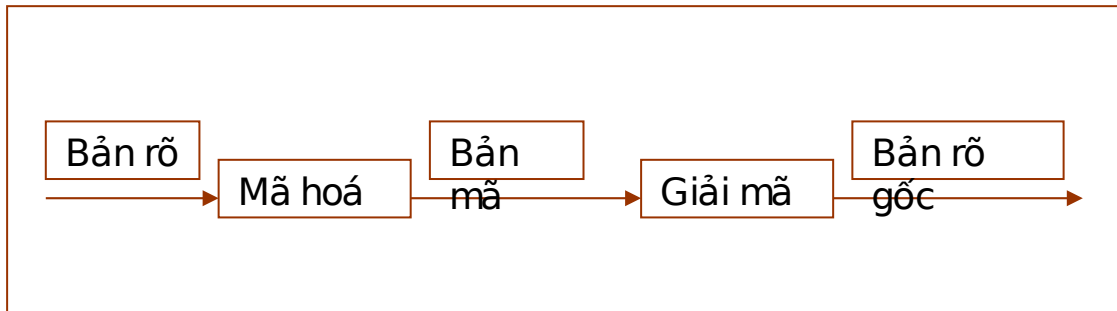 Bản rõ
Mã hoá
Bản
mã
Giải mã
Bản rõ
gốc